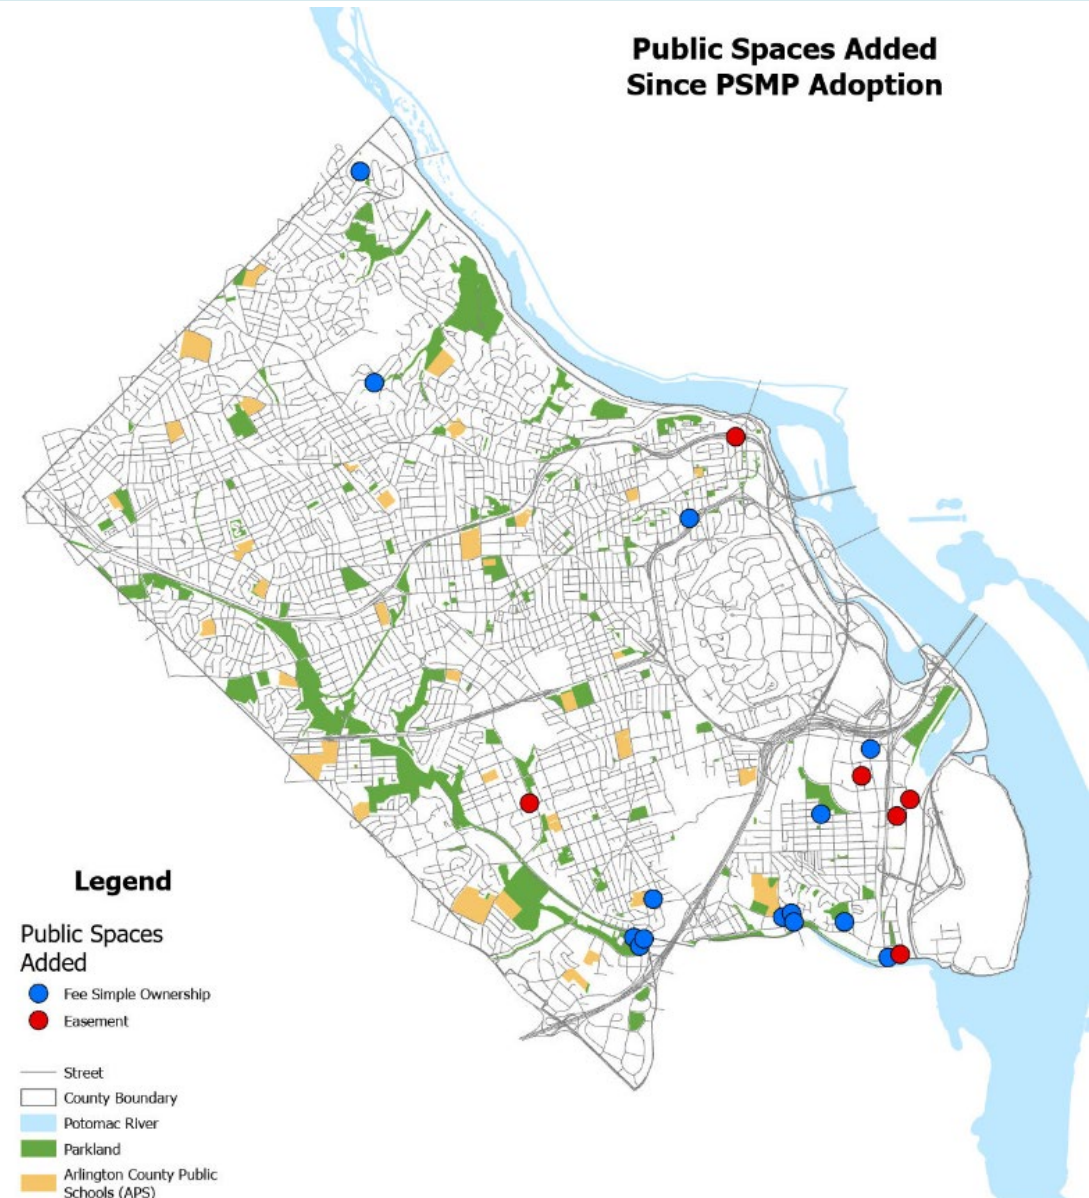 Public Spaces Added
Since PSMP Adoption
Legend
Public Spaces
Added
Fee Simple Ownership
Easement
Street
County Boundary
Potomac River
Parkland
Arlington County Public
Schools (APS)